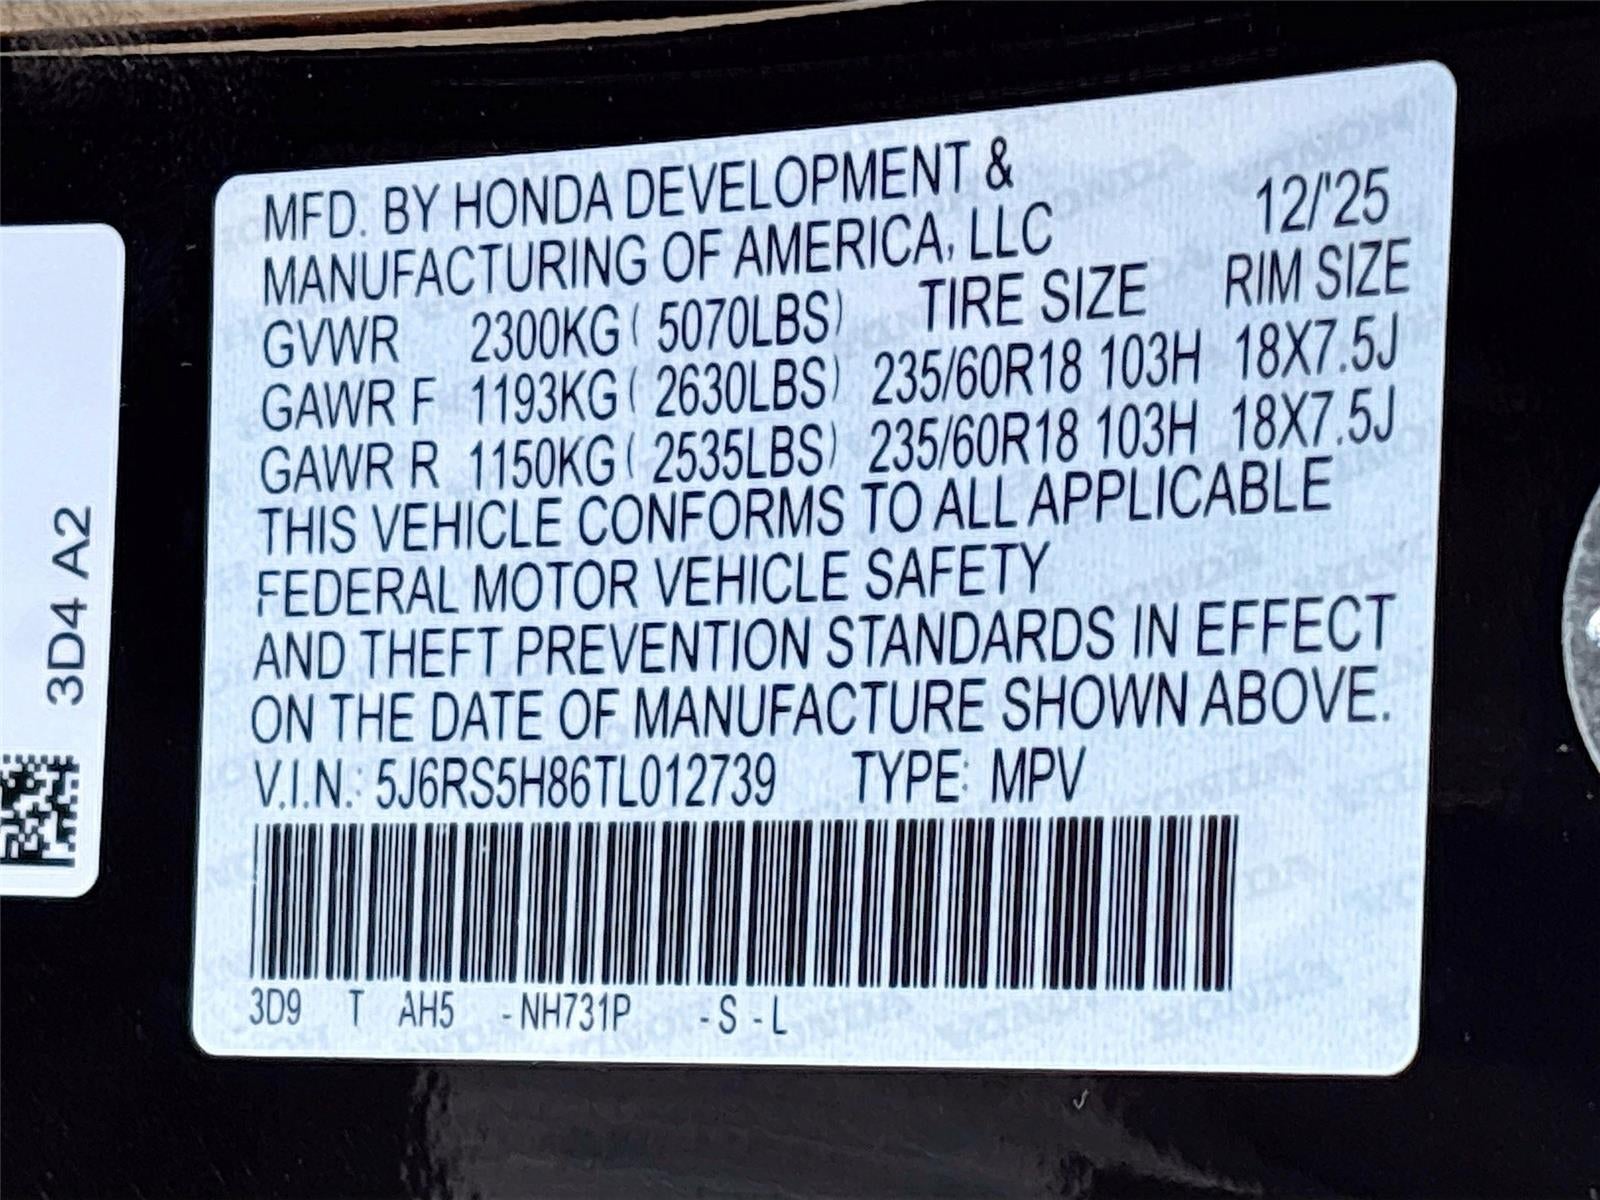 MFD. BY HONDA DEVELOPMENT &
MANUFACTURING OF AMERICA, LLC 12/'25
GVWR 2300KG( 5070LBS) TIRE SIZE RIM SIZE
GAWR F 1193KG( 2630LBS) 235/60R18 103H 18X7.5J
GAWR R 1150KG( 2535LBS) 235/60R18 103H 18X7.5J
THIS VEHICLE CONFORMS TO ALL APPLICABLE
FEDERAL MOTOR VEHICLE SAFETY
AND THEFT PREVENTION STANDARDS IN EFFECT
ON THE DATE OF MANUFACTURE SHOWN ABOVE.
V.I.N.: 5J6RS5H86TL012739 TYPE: MPV
3D9 T AH5 -NH731P -S -L
3D4 A2